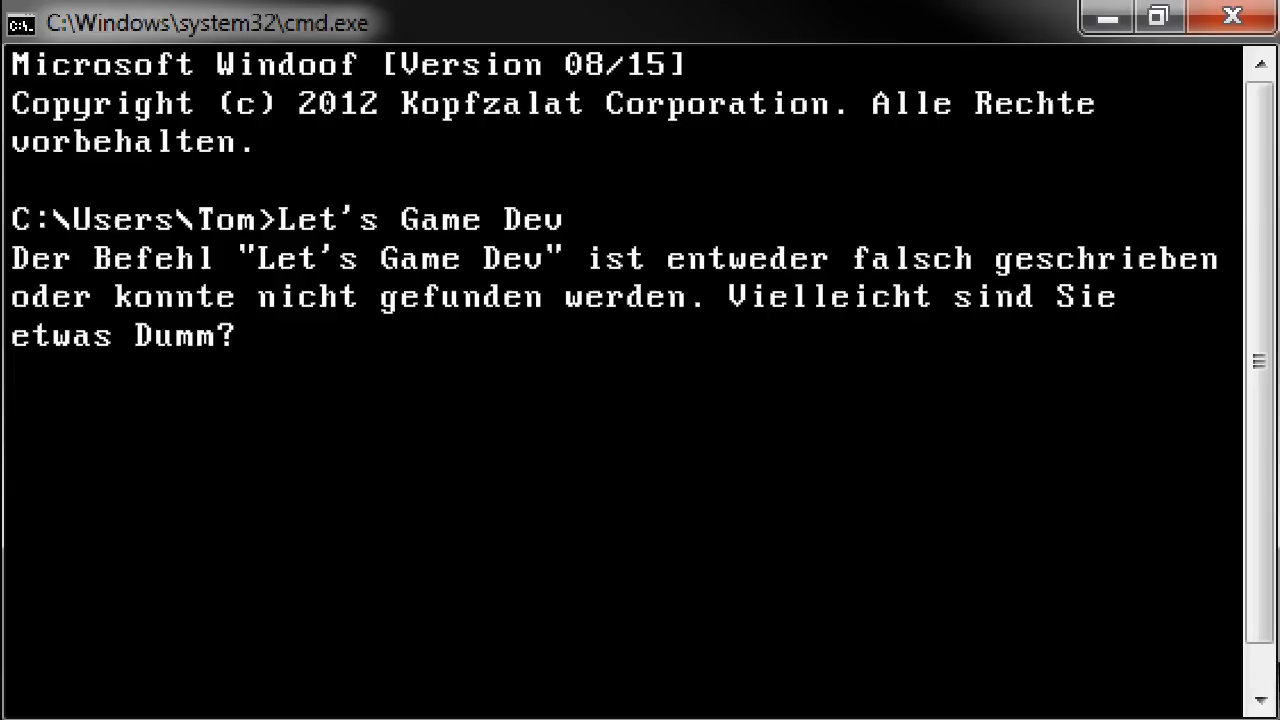 C:\Windows\system32\cmd.exe
Microsoft Windoof [Version 08/15]
Copyright (c) 2012 Kopfzalat Corporation. Alle Rechte
vorbehalten.
C:\Users\Tom>Let's Game Dev
Der Befehl "Let's Game Dev" ist entweder falsch geschrieben
oder konnte nicht gefunden werden. Vielleicht sind Sie
etwas Dumm?